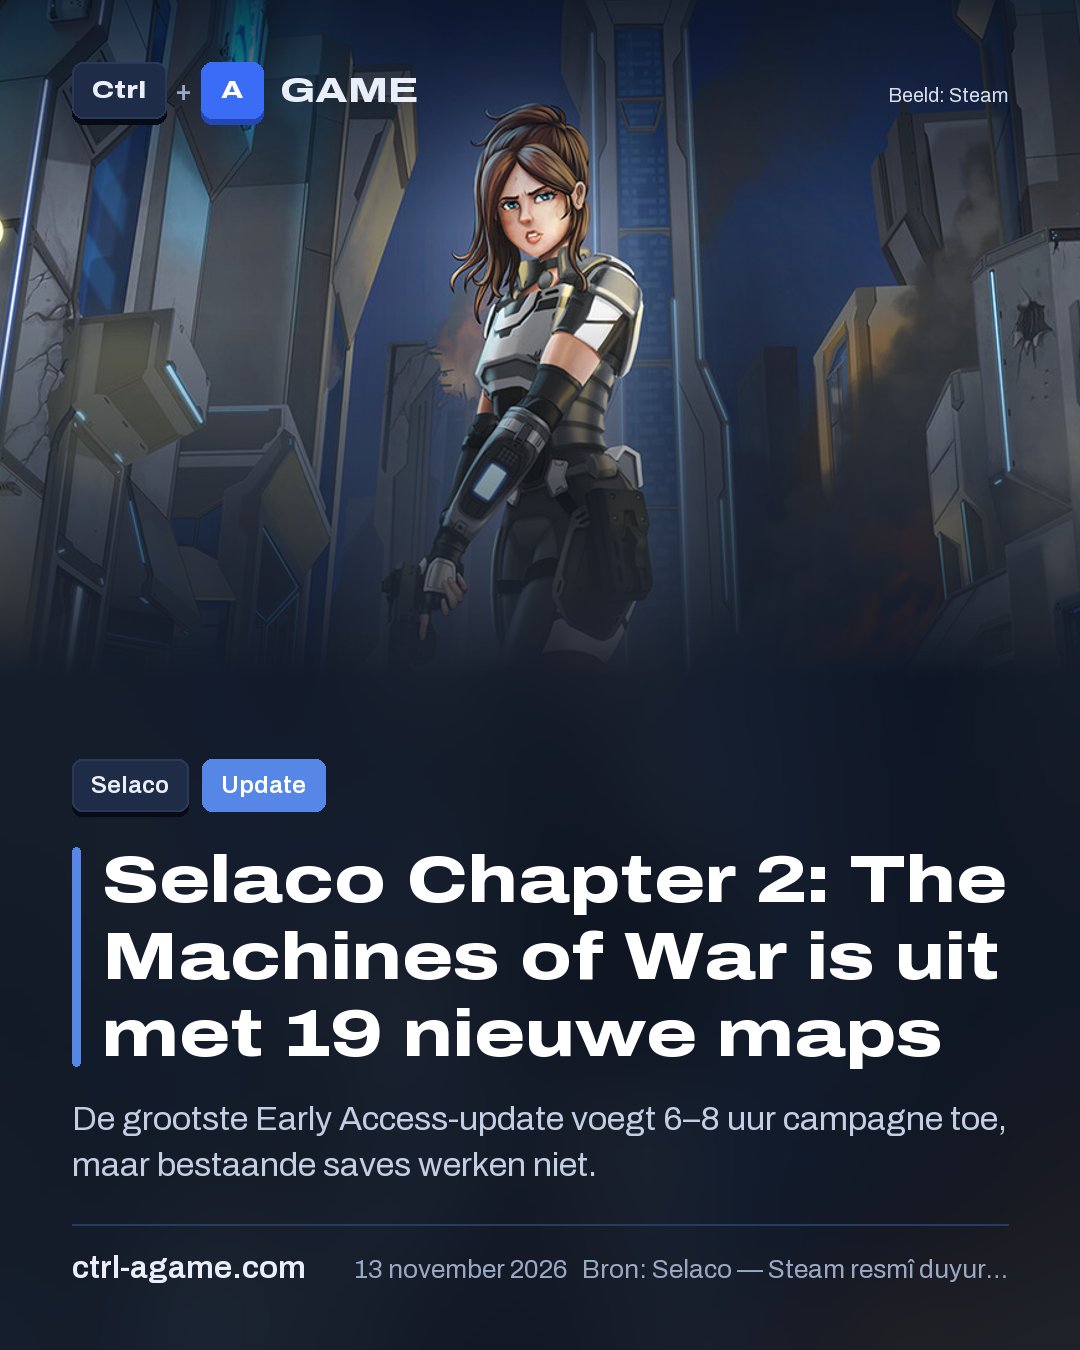 Ctrl + A GAME
Beeld: Steam
Selaco Update
Selaco Chapter 2: The
Machines of War is uit
met 19 nieuwe maps
De grootste Early Access-update voegt 6–8 uur campagne toe,
maar bestaande saves werken niet.
ctrl-agame.com 13 november 2026 Bron: Selaco — Steam resmî duyur…